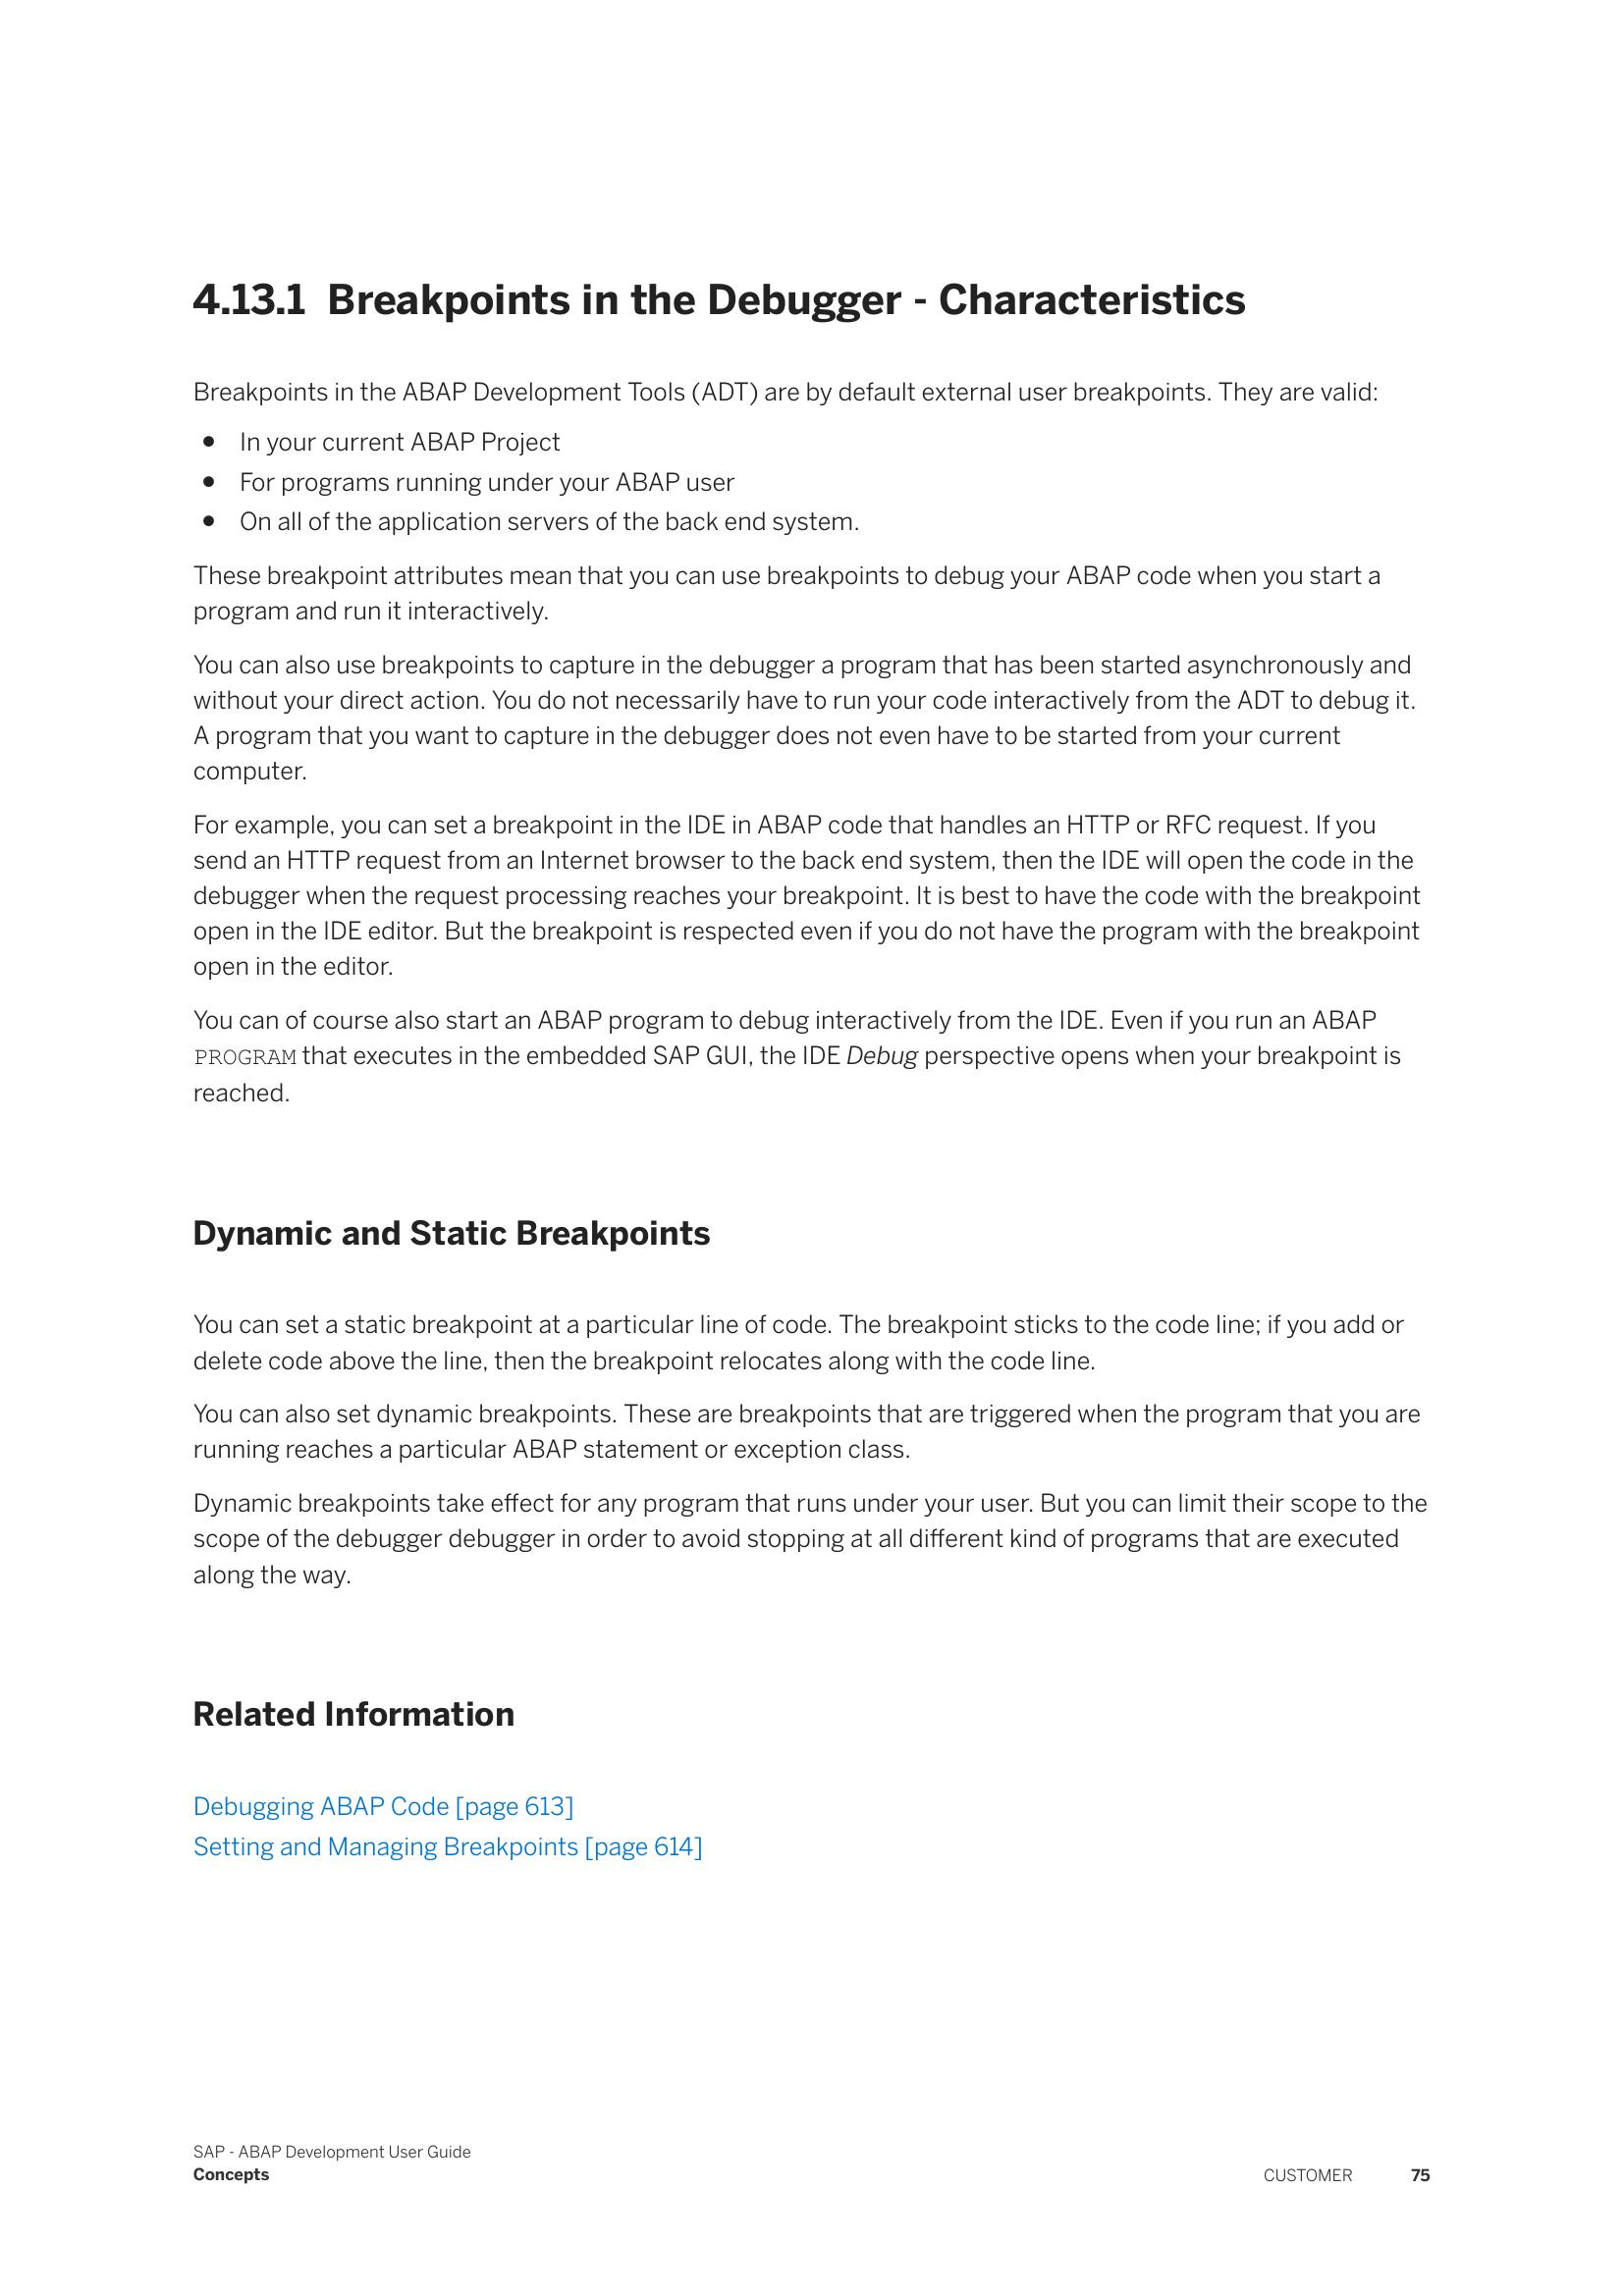 4.13.1 Breakpoints in the Debugger - Characteristics
Breakpoints in the ABAP Development Tools (ADT) are by default external user breakpoints. They are valid:
● In your current ABAP Project
● For programs running under your ABAP user
● On all of the application servers of the back end system.
These breakpoint attributes mean that you can use breakpoints to debug your ABAP code when you start a
program and run it interactively.
You can also use breakpoints to capture in the debugger a program that has been started asynchronously and
without your direct action. You do not necessarily have to run your code interactively from the ADT to debug it.
A program that you want to capture in the debugger does not even have to be started from your current
computer.
For example, you can set a breakpoint in the IDE in ABAP code that handles an HTTP or RFC request. If you
send an HTTP request from an Internet browser to the back end system, then the IDE will open the code in the
debugger when the request processing reaches your breakpoint. It is best to have the code with the breakpoint
open in the IDE editor. But the breakpoint is respected even if you do not have the program with the breakpoint
open in the editor.
You can of course also start an ABAP program to debug interactively from the IDE. Even if you run an ABAP
PROGRAM that executes in the embedded SAP GUI, the IDE Debug perspective opens when your breakpoint is
reached.
Dynamic and Static Breakpoints
You can set a static breakpoint at a particular line of code. The breakpoint sticks to the code line; if you add or
delete code above the line, then the breakpoint relocates along with the code line.
You can also set dynamic breakpoints. These are breakpoints that are triggered when the program that you are
running reaches a particular ABAP statement or exception class.
Dynamic breakpoints take effect for any program that runs under your user. But you can limit their scope to the
scope of the debugger debugger in order to avoid stopping at all different kind of programs that are executed
along the way.
Related Information
Debugging ABAP Code [page 613]
Setting and Managing Breakpoints [page 614]
SAP - ABAP Development User Guide
Concepts
CUSTOMER 75